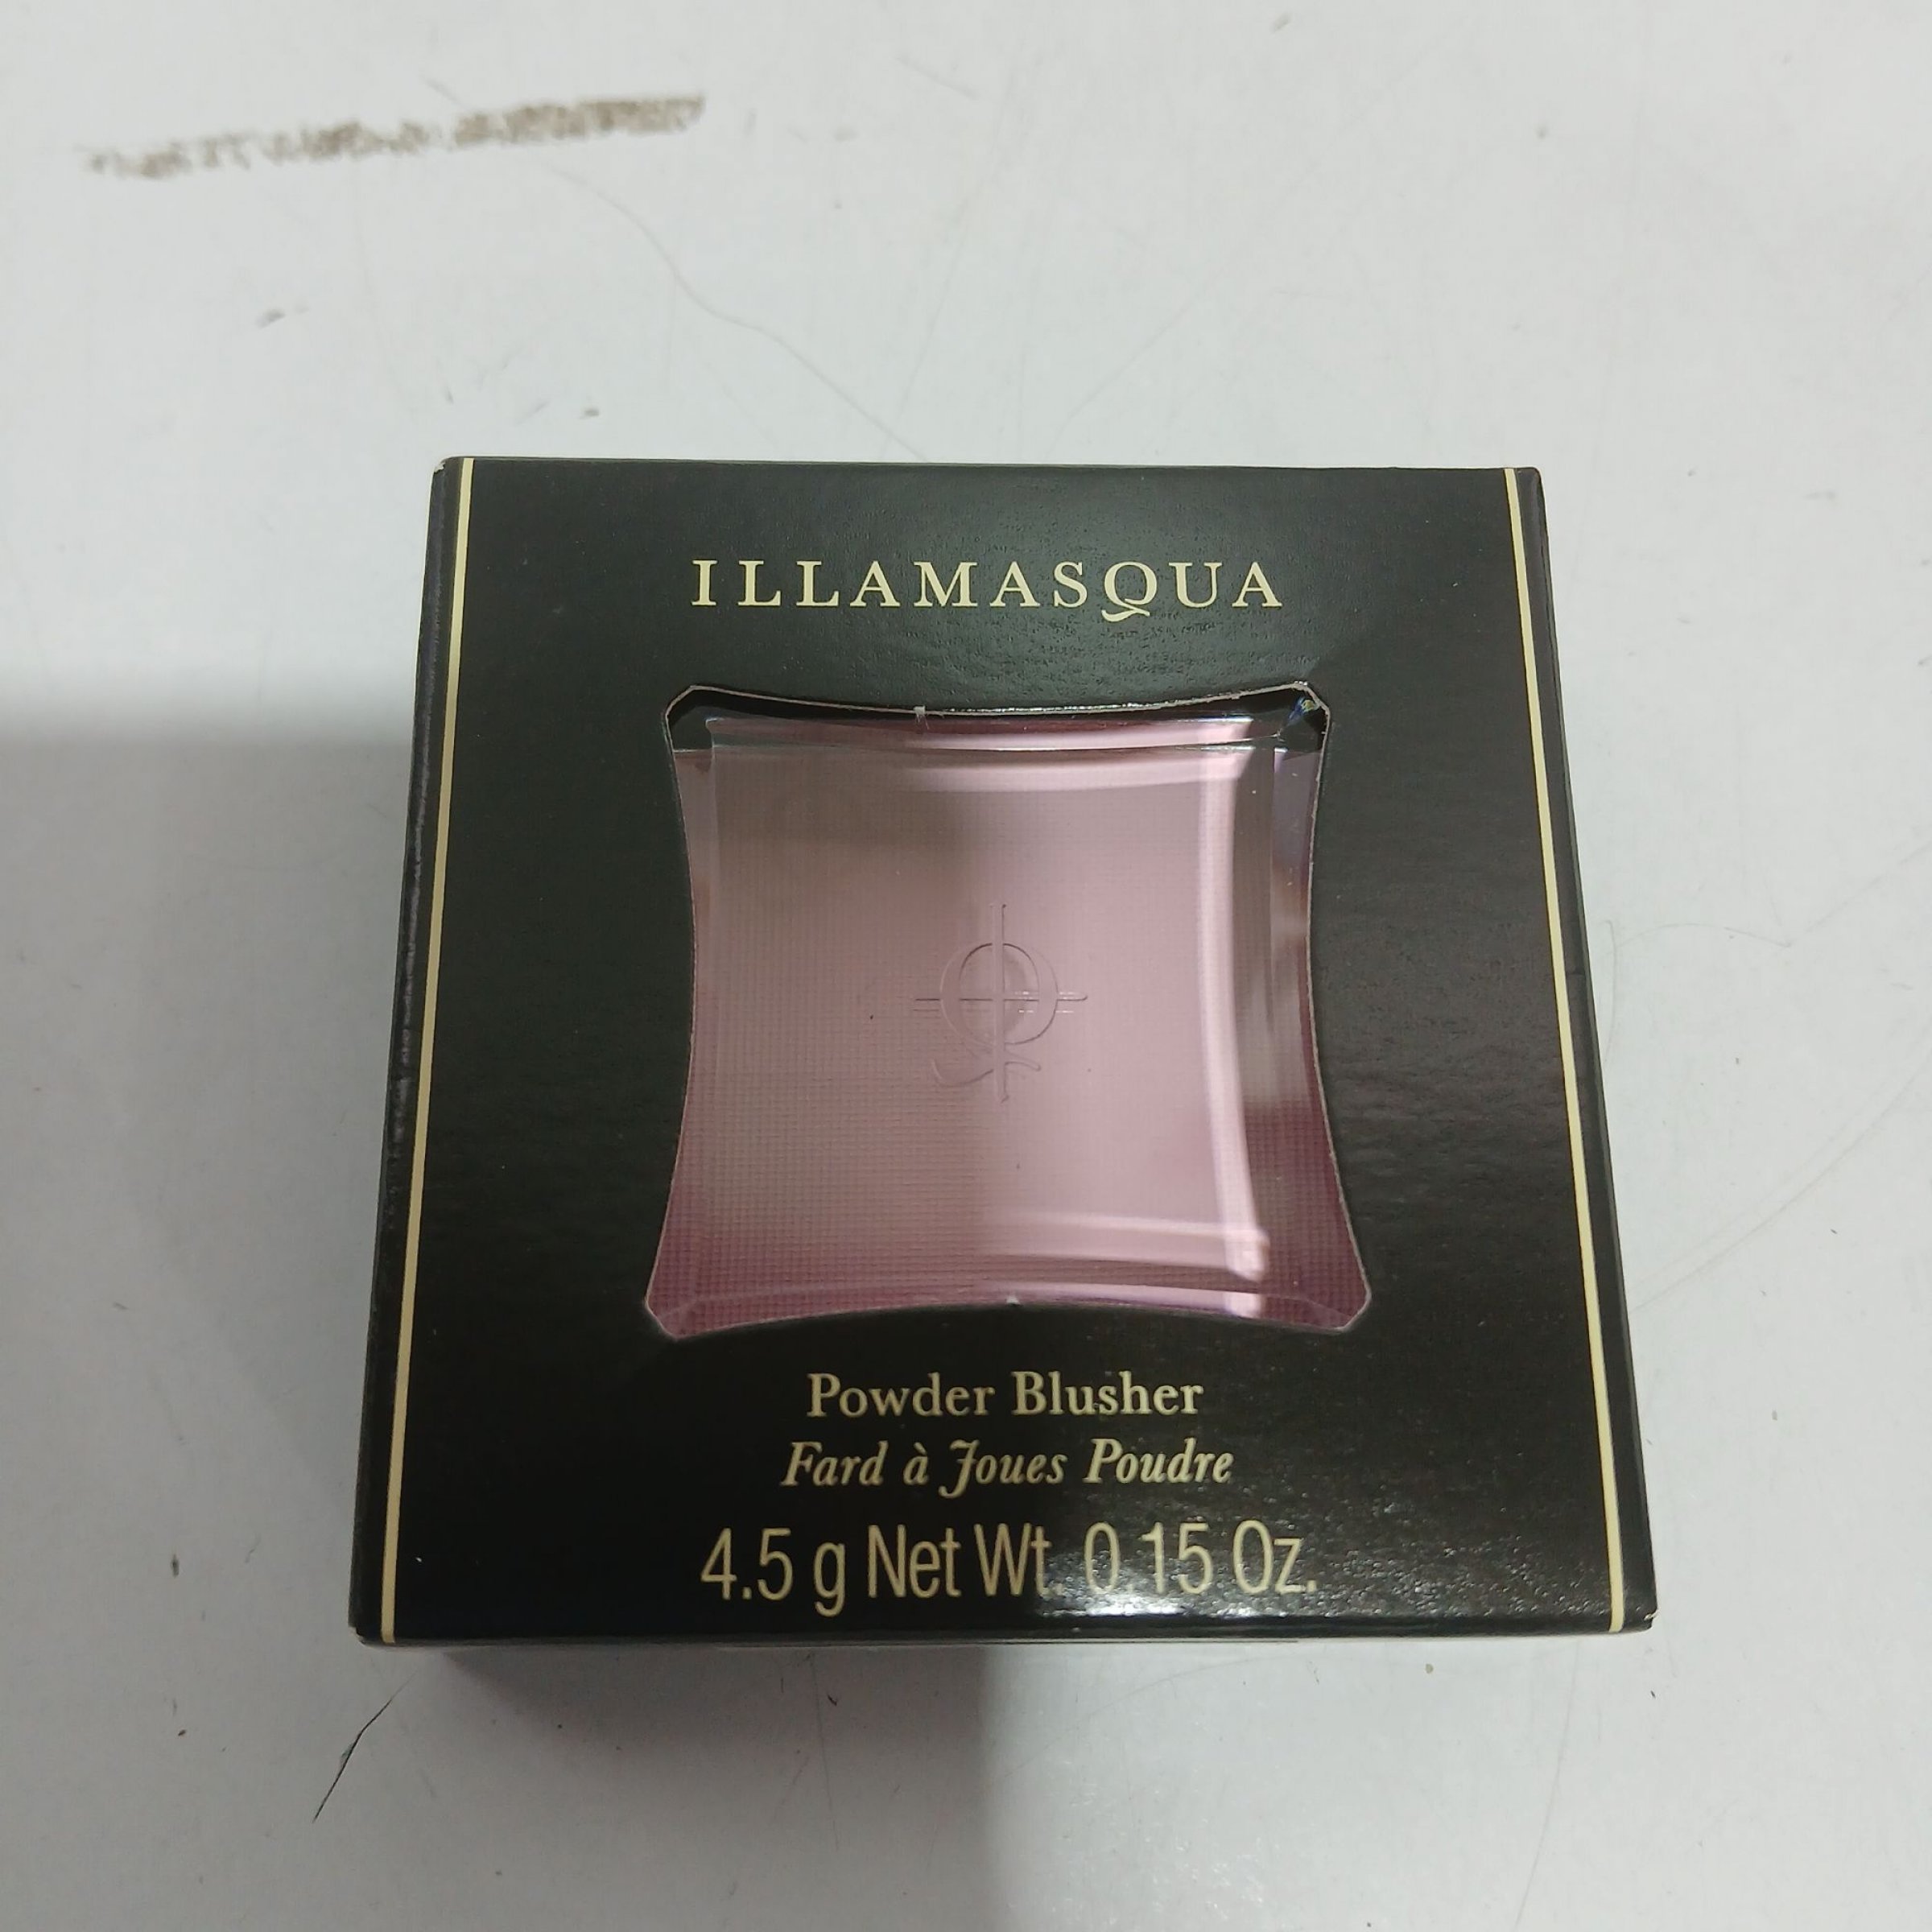 ILLAMASQUA
Powder Blusher
Fard à Joues Poudre
4.5 g Net Wt. 0 15 Oz.